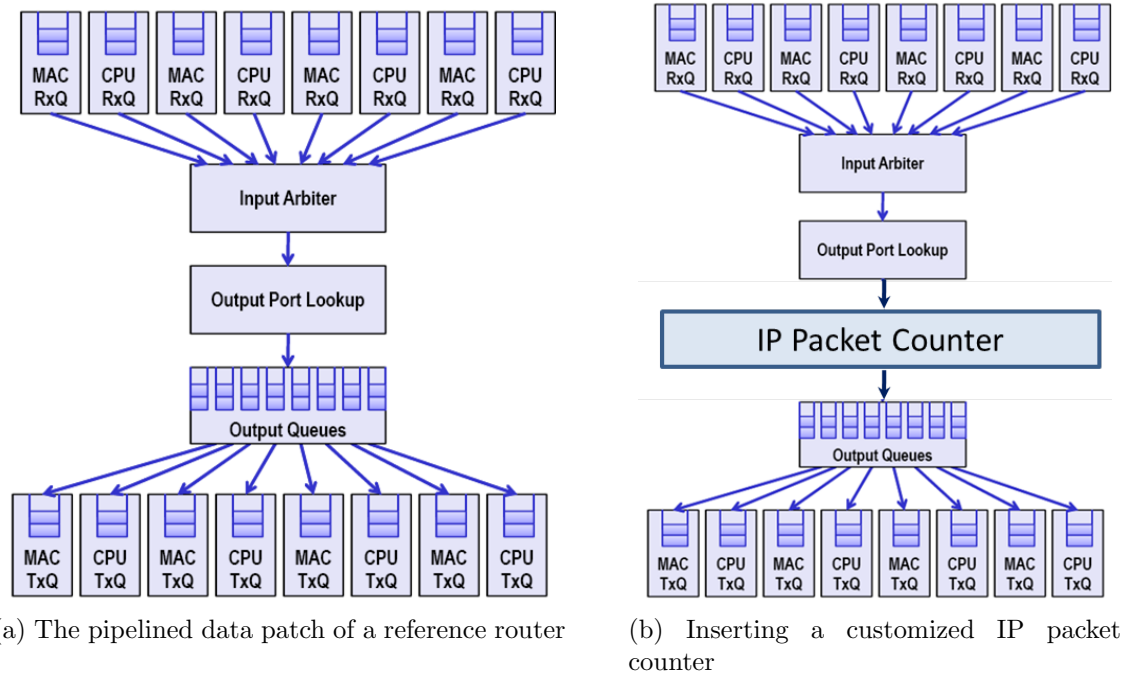 MAC RxQ
CPU RxQ
MAC RxQ
CPU RxQ
MAC RxQ
CPU RxQ
MAC RxQ
CPU RxQ
Input Arbiter
Output Port Lookup
Output Queues
MAC TxQ
CPU TxQ
MAC TxQ
CPU TxQ
MAC TxQ
CPU TxQ
MAC TxQ
CPU TxQ
a) The pipelined data patch of a reference router
MAC RxQ
CPU RxQ
MAC RxQ
CPU RxQ
MAC RxQ
CPU RxQ
MAC RxQ
CPU RxQ
Input Arbiter
Output Port Lookup
IP Packet Counter
Output Queues
MAC TxQ
CPU TxQ
MAC TxQ
CPU TxQ
MAC TxQ
CPU TxQ
MAC TxQ
CPU TxQ
(b) Inserting a customized IP packet
counter